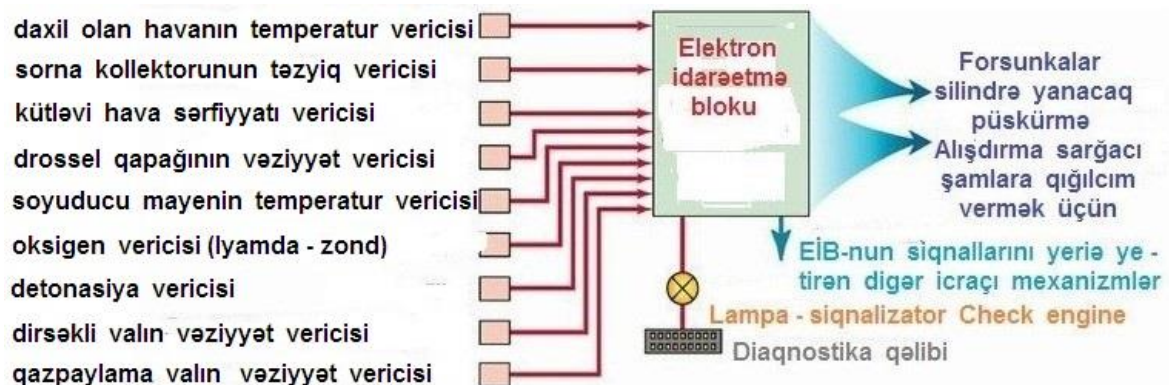 daxil olan havanın temperatur vericisi
sorna kollektorunun təzyiq vericisi
kütləvi hava sərfiyyatı vericisi
drossel qapağının vəziyyət vericisi
soyuducu mayenin temperatur vericisi
oksigen vericisi (lyamda - zond)
detonasiya vericisi
dirsəkli valın vəziyyət vericisi
qazpaylama valın vəziyyət vericisi
Elektron
idarəetmə
bloku
Forsunkalar
silindrə yanacaq
püskürmə
Alışdırma sarğacı
şamlara qığılcım
vermək üçün
EİB-nun siqnallarını yeriə ye -
tirən digər icraçı mexanizmlər
Lampa - siqnalizator Check engine
Diaqnostika qəlibi